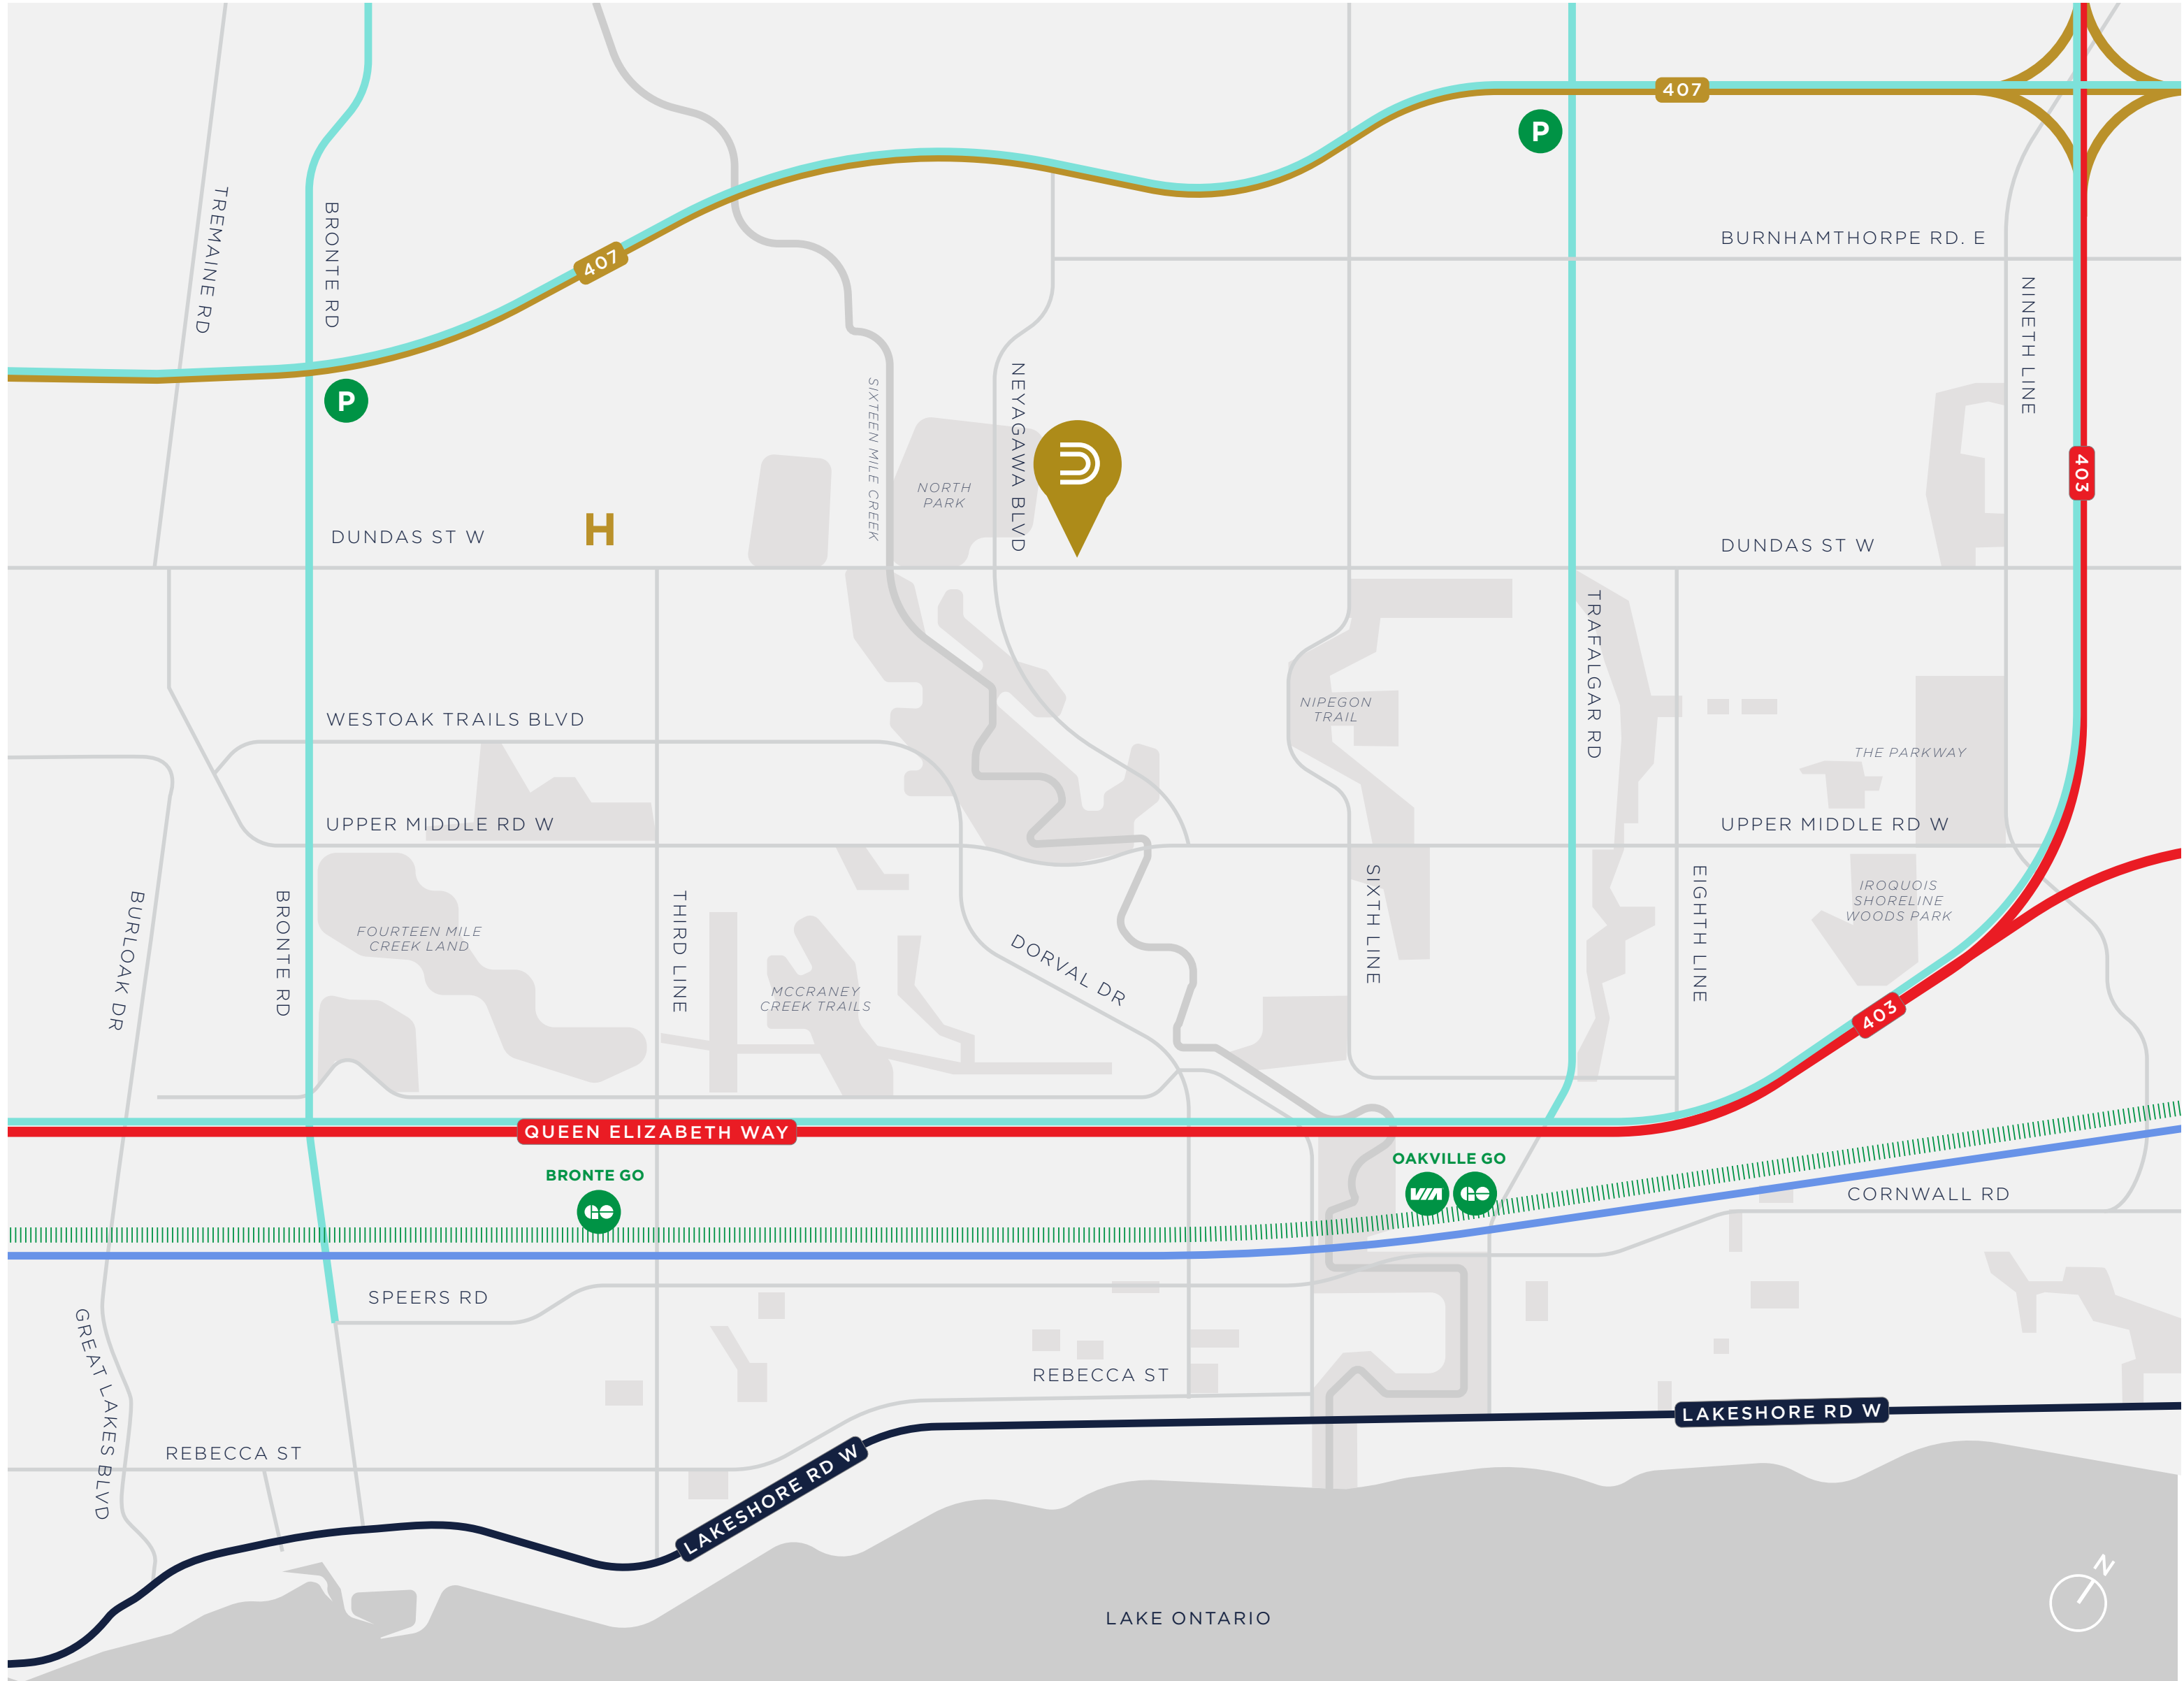 407
P
TREMAINE RD
BRONTE RD
BURNHAMTHORPE RD. E
407
NINETH LINE
P
SIXTEEN MILE CREEK
NEYAGAWA BLVD
NORTH
PARK
403
DUNDAS ST W
H
DUNDAS ST W
TRAFALGAR RD
WESTOAK TRAILS BLVD
NIPEGON
TRAIL
THE PARKWAY
UPPER MIDDLE RD W
UPPER MIDDLE RD W
BURLOAK DR
BRONTE RD
FOURTEEN MILE
CREEK LAND
THIRD LINE
MCCRANEY
CREEK TRAILS
DORVAL DR
SIXTH LINE
EIGHTH LINE
IROQUOIS
SHORELINE
WOODS PARK
403
QUEEN ELIZABETH WAY
BRONTE GO
GO
OAKVILLE GO
VIA
GO
CORNWALL RD
SPEERS RD
GREAT LAKES BLVD
REBECCA ST
LAKESHORE RD W
REBECCA ST
LAKESHORE RD W
LAKE ONTARIO
N